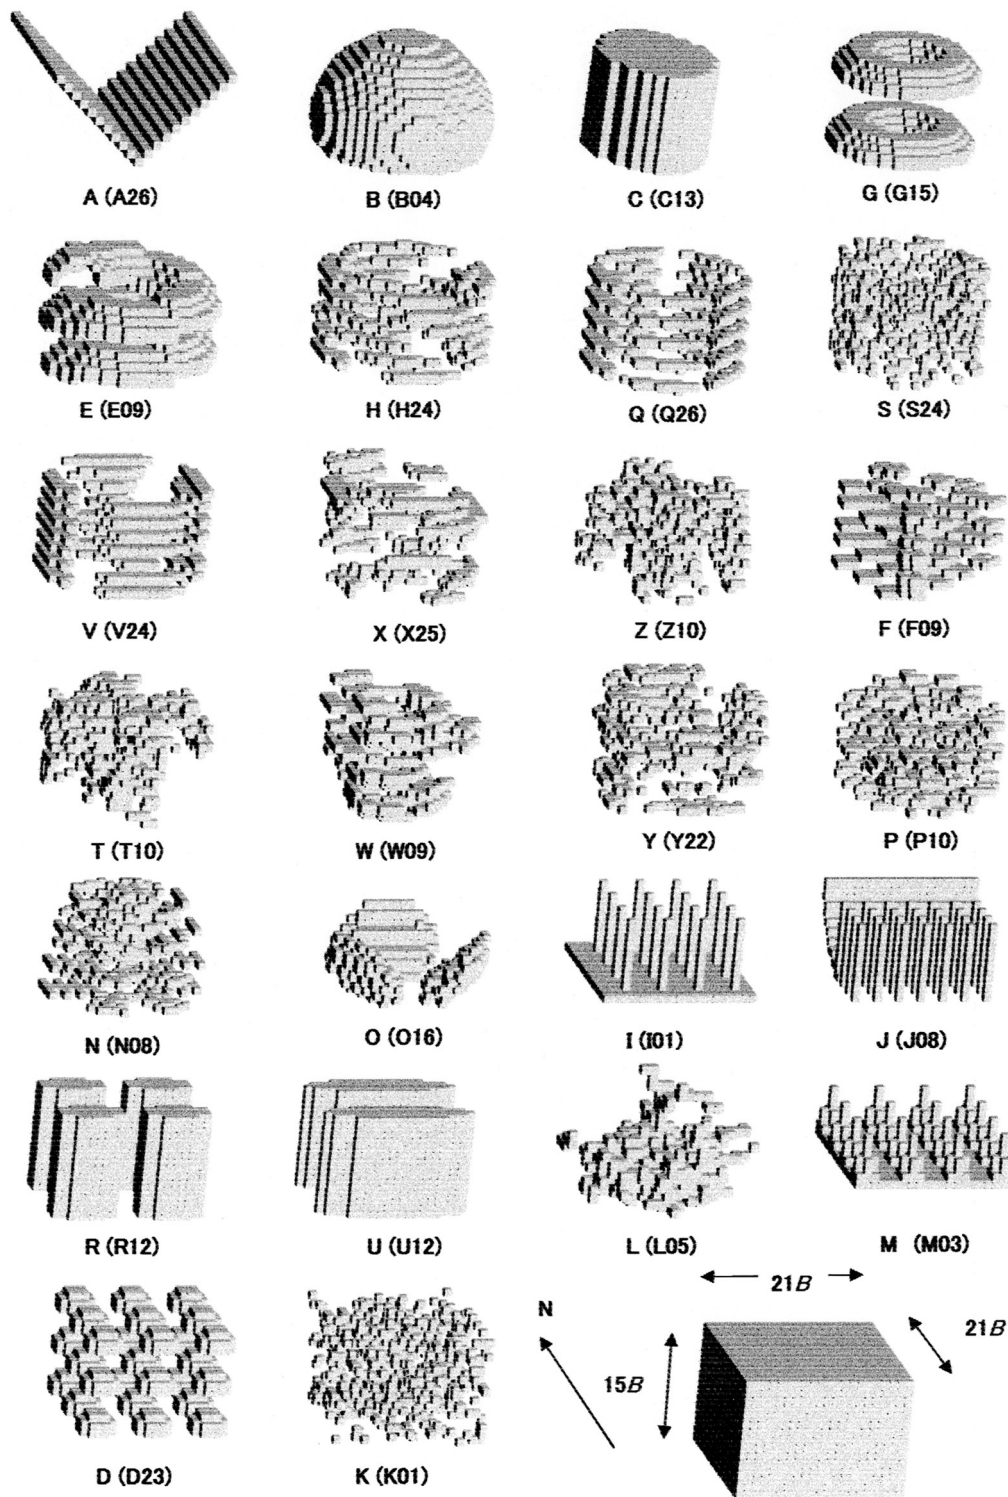 A (A26) B (B04) C (C13) G (G15)
E (E09) H (H24) Q (Q26) S (S24)
V (V24) X (X25) Z (Z10) F (F09)
T (T10) W (W09) Y (Y22) P (P10)
N (N08) O (O16) I (I01) J (J08)
R (R12) U (U12) L (L05) M (M03)
21B
N
21B
15B
D (D23) K (K01)